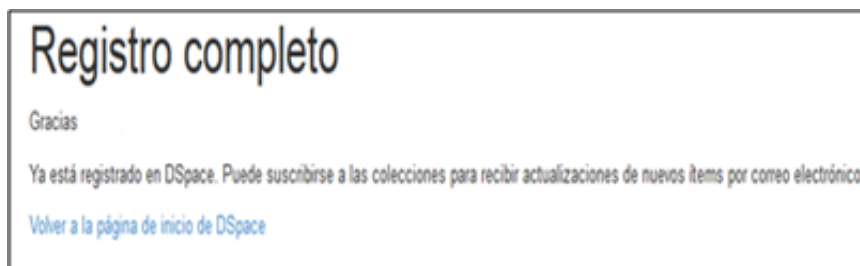 Registro completo
Gracias
Ya está registrado en DSpace. Puede suscribirse a las colecciones para recibir actualizaciones de nuevos ítems por correo electrónico
Volver a la página de inicio de DSpace